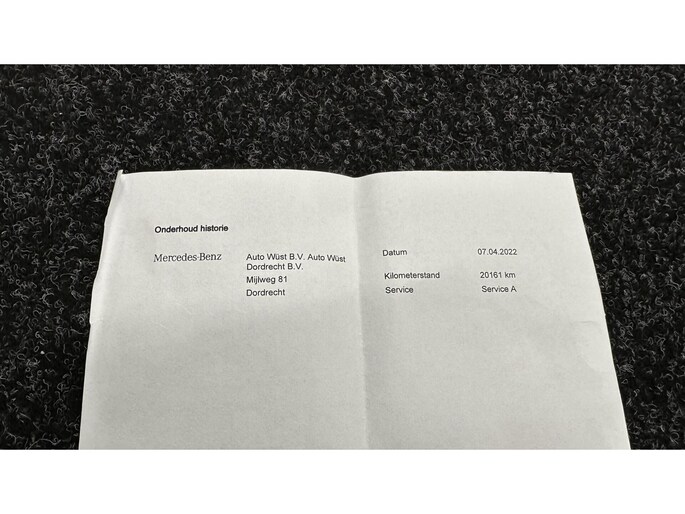 Onderhoud historie
Mercedes-Benz Auto Wüst B.V. Auto Wüst Datum 07.04.2022
Dordrecht B.V.
Mijlweg 81 Kilometerstand 20161 km
Dordrecht Service Service A